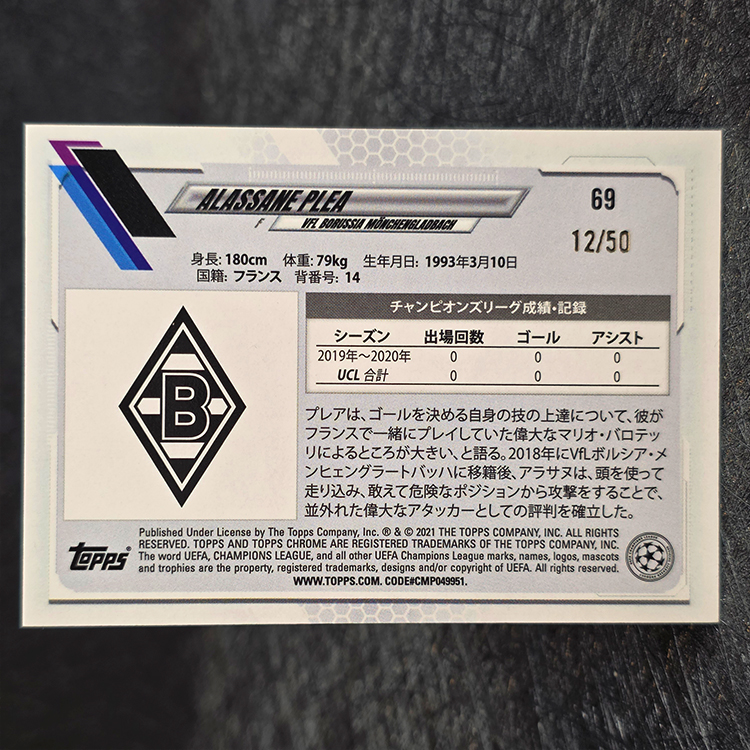 ALASSANE PLEA
69
F VFL BORUSSIA MÖNCHENGLADBACH
12/50
身長: 180cm 体重: 79kg 生年月日: 1993年3月10日
国籍: フランス 背番号: 14
チャンピオンズリーグ成績・記録
シーズン 出場回数 ゴール アシスト
2019年〜2020年 0 0 0
UCL 合計 0 0 0
B
プレアは、ゴールを決める自身の技の上達について、彼が
フランスで一緒にプレイしていた偉大なマリオ・バロテッ
リによるところが大きい、と語る。2018年にVfLボルシア・メ
ンヒェングラートバッハに移籍後、アラサヌは、頭を使って
走り込み、敢えて危険なポジションから攻撃をすることで、
並外れた偉大なアタッカーとしての評判を確立した。
Published Under License by The Topps Company, Inc. ® & © 2021 THE TOPPS COMPANY, INC. ALL RIGHTS
RESERVED. TOPPS AND TOPPS CHROME ARE REGISTERED TRADEMARKS OF THE TOPPS COMPANY, INC.
The word UEFA, CHAMPIONS LEAGUE, and all other UEFA Champions League marks, names, logos, mascots
and trophies are the property, registered trademarks, designs and/or copyright of UEFA. All rights reserved.
WWW.TOPPS.COM. CODE#CMP049951.
Topps